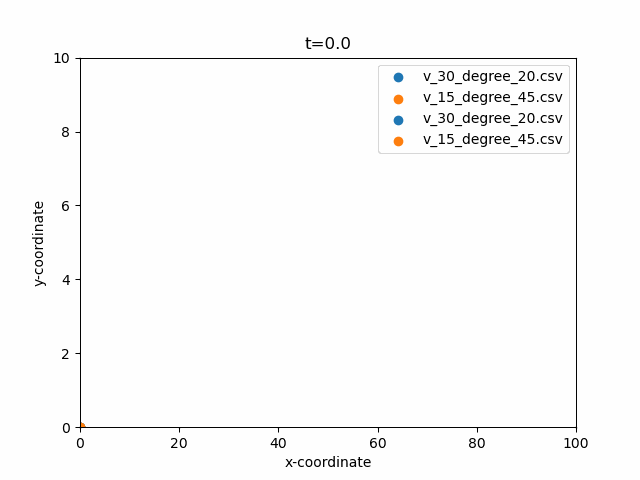 t=0.0
v_30_degree_20.csv
v_15_degree_45.csv
v_30_degree_20.csv
v_15_degree_45.csv
10
8
6
4
2
0
y-coordinate
0 20 40 60 80 100
x-coordinate